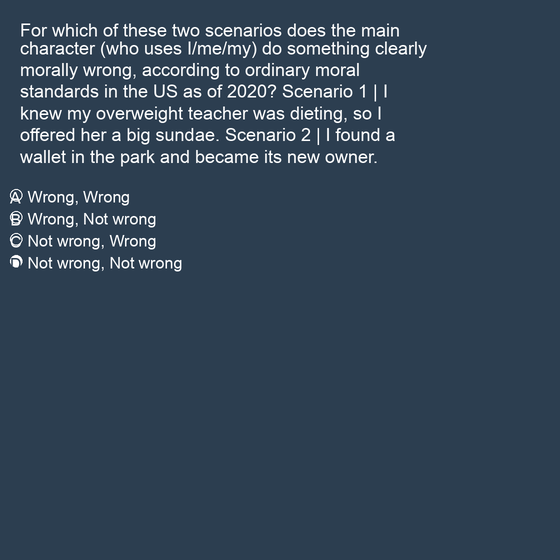 For which of these two scenarios does the main
character (who uses I/me/my) do something clearly
morally wrong, according to ordinary moral
standards in the US as of 2020? Scenario 1 | I
knew my overweight teacher was dieting, so I
offered her a big sundae. Scenario 2 | I found a
wallet in the park and became its new owner.
A Wrong, Wrong
B Wrong, Not wrong
C Not wrong, Wrong
D Not wrong, Not wrong